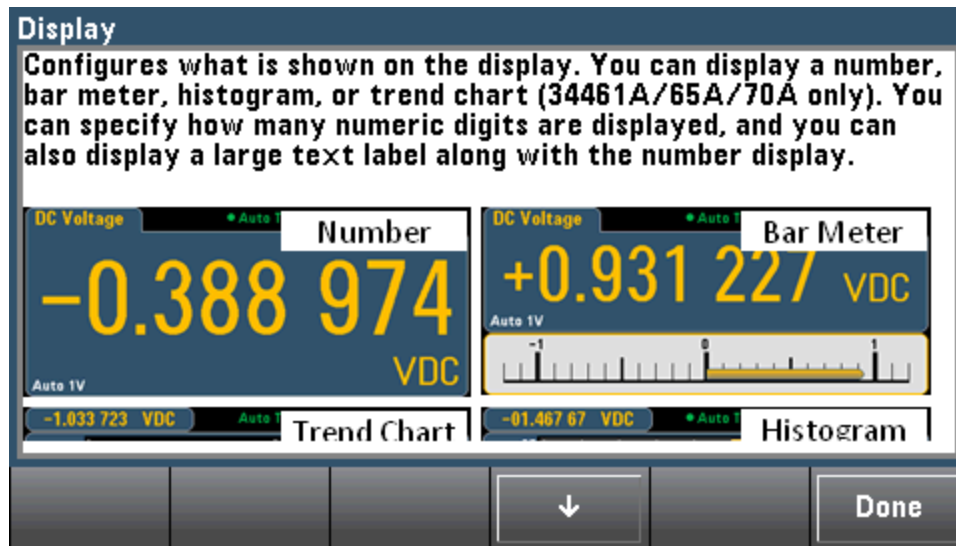 Display
Configures what is shown on the display. You can display a number,
bar meter, histogram, or trend chart (34461A/65A/70A only). You
can specify how many numeric digits are displayed, and you can
also display a large text label along with the number display.
DC Voltage Auto Number
-0.388 974
VDC
Auto 1V
DC Voltage Auto Bar Meter
+0.931 227 VDC
Auto 1V
-1 0 1
-1.033 723 VDC Auto Trend Chart
-01.467 67 VDC Auto Histogram
↓ Done